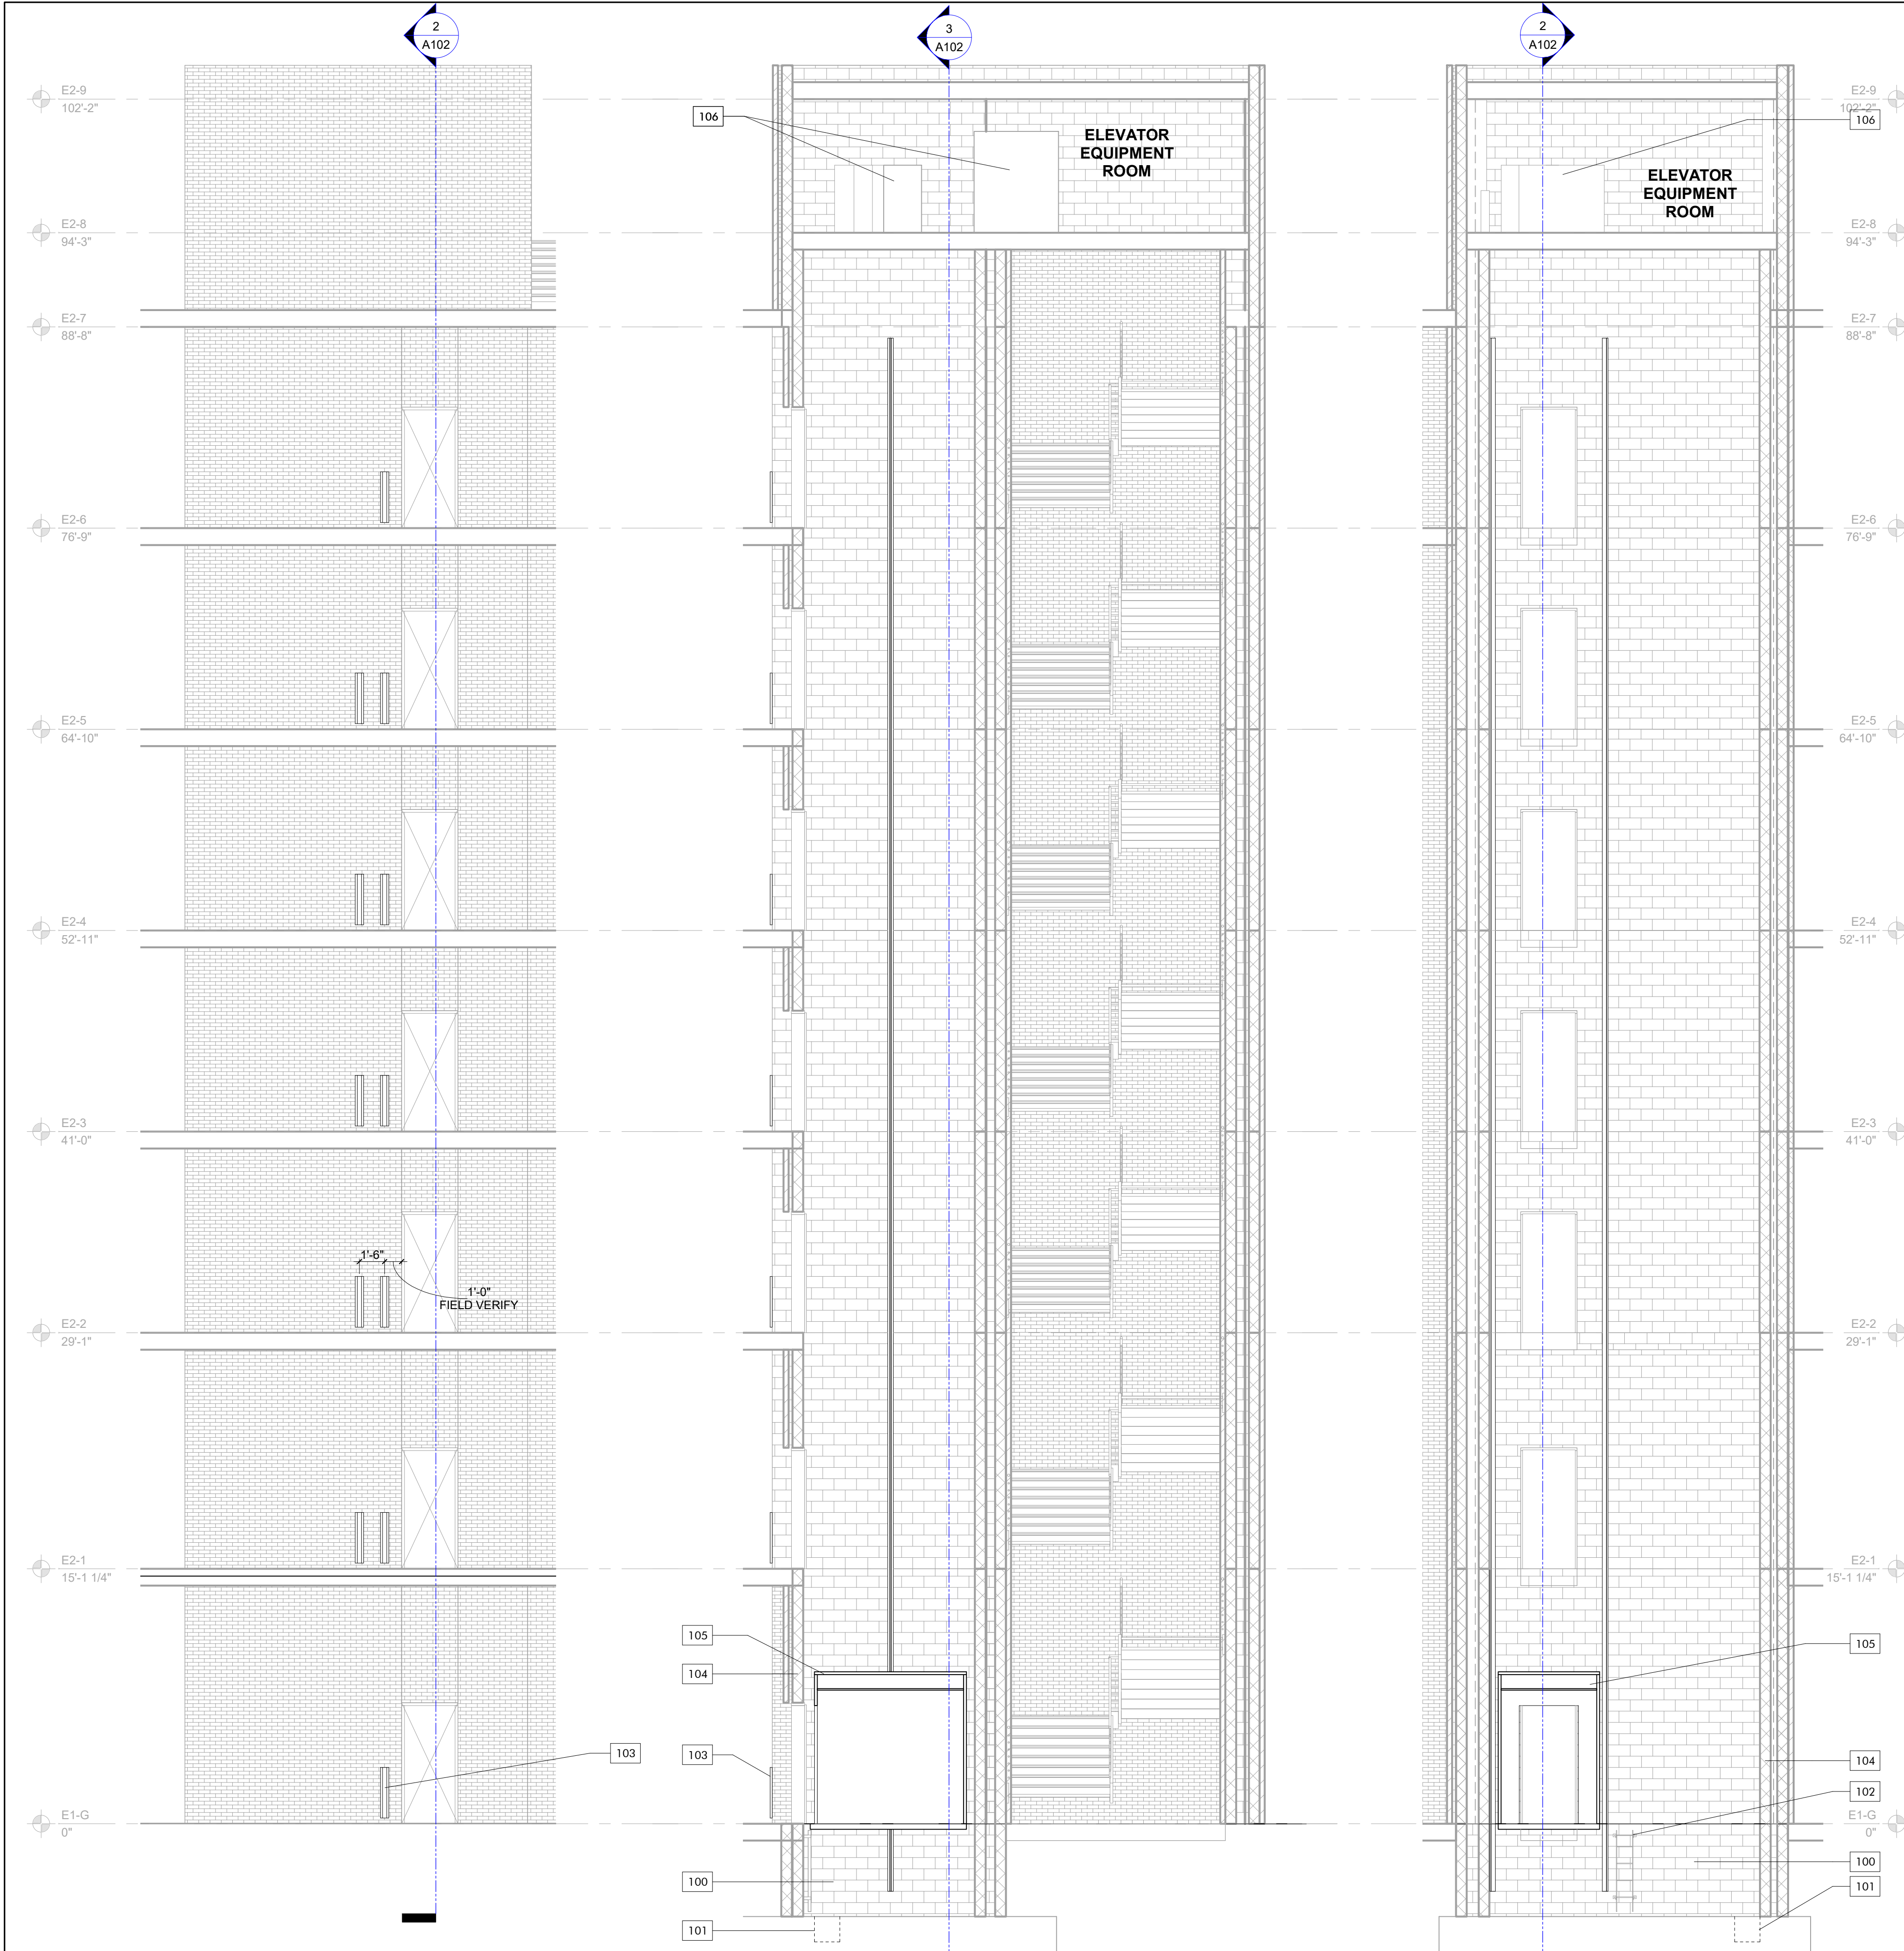 2
A102
3
A102
2
A102
E2-9
102'-2"
106
ELEVATOR
EQUIPMENT
ROOM
E2-9
102'-2"
106
ELEVATOR
EQUIPMENT
ROOM
E2-8
94'-3"
E2-8
94'-3"
E2-7
88'-8"
E2-7
88'-8"
E2-6
76'-9"
E2-6
76'-9"
E2-5
64'-10"
E2-5
64'-10"
E2-4
52'-11"
E2-4
52'-11"
E2-3
41'-0"
E2-3
41'-0"
1'-6"
1'-0"
FIELD VERIFY
E2-2
29'-1"
E2-2
29'-1"
E2-1
15'-1 1/4"
E2-1
15'-1 1/4"
105
104
103
103
105
104
102
E1-G
0"
E1-G
0"
100
101
100
101